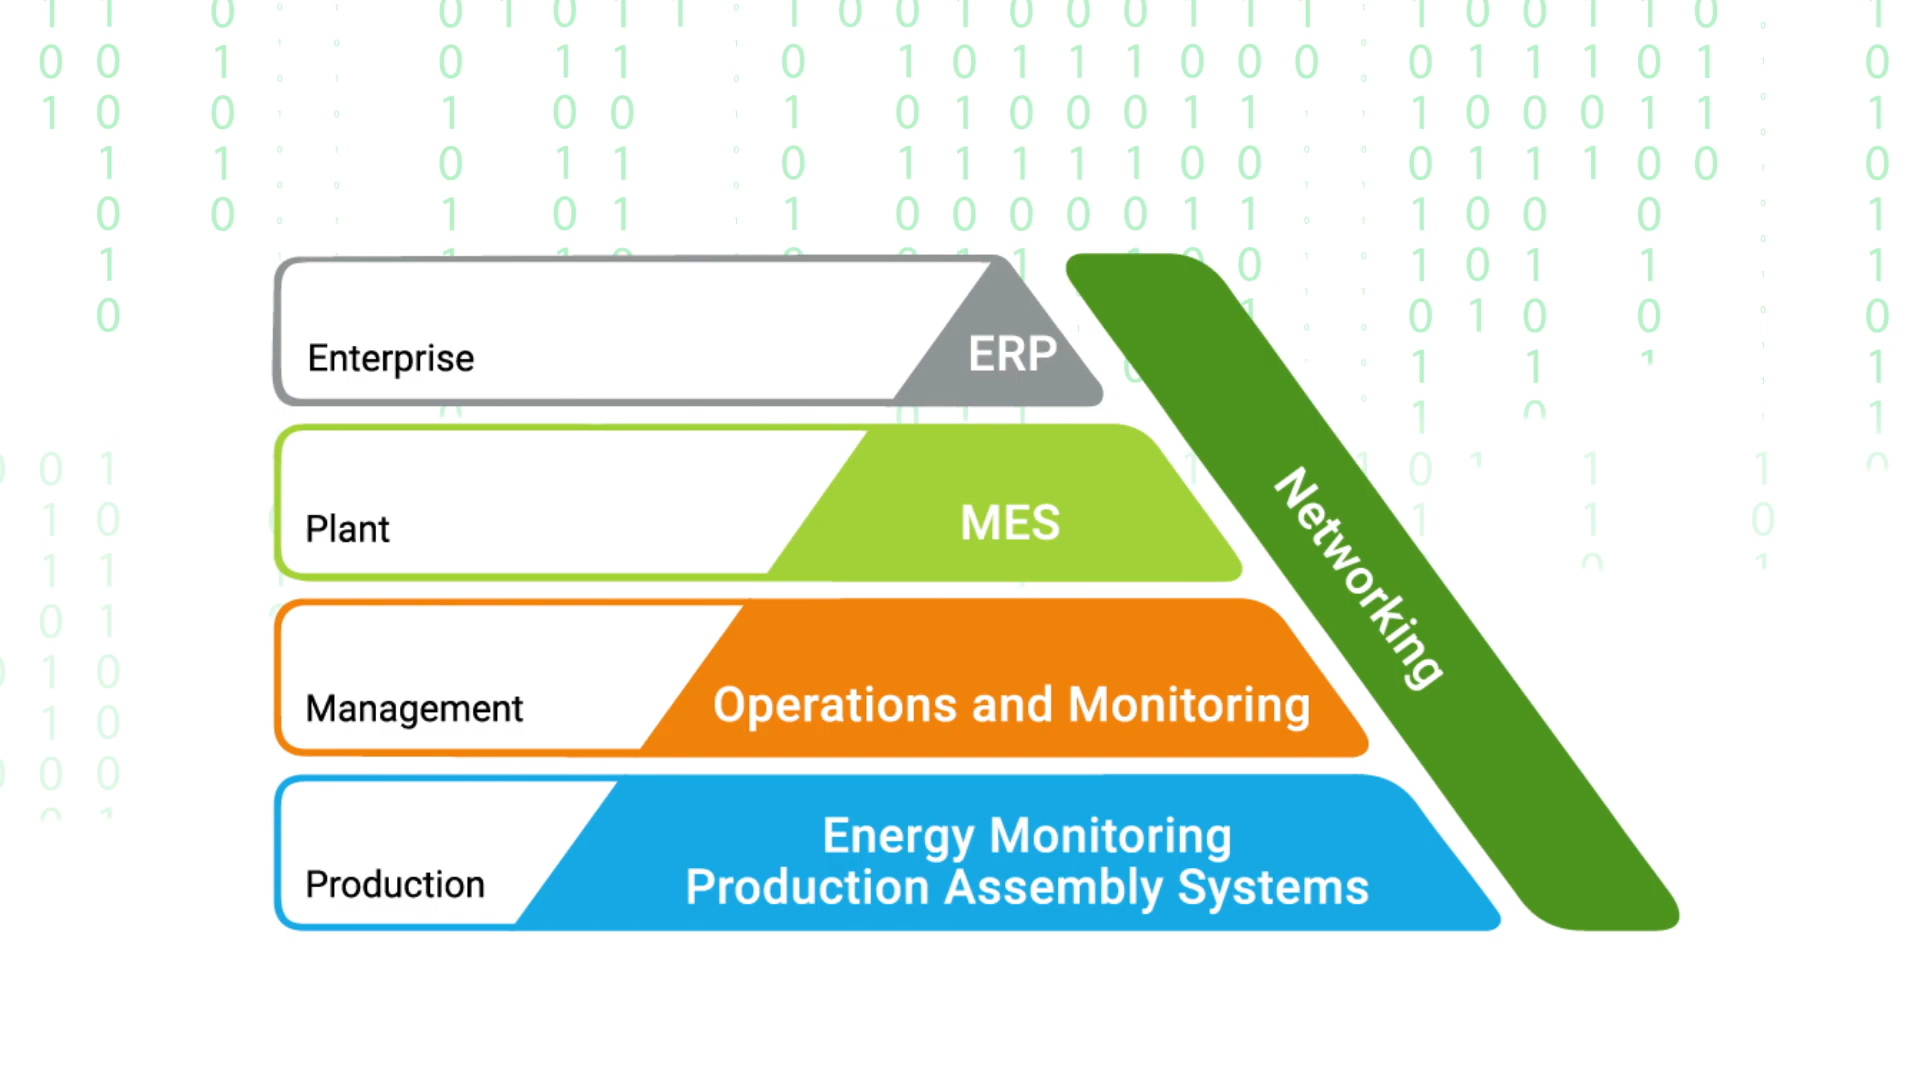 Enterprise
ERP
Plant
MES
Networking
Management
Operations and Monitoring
Energy Monitoring
Production
Production Assembly Systems